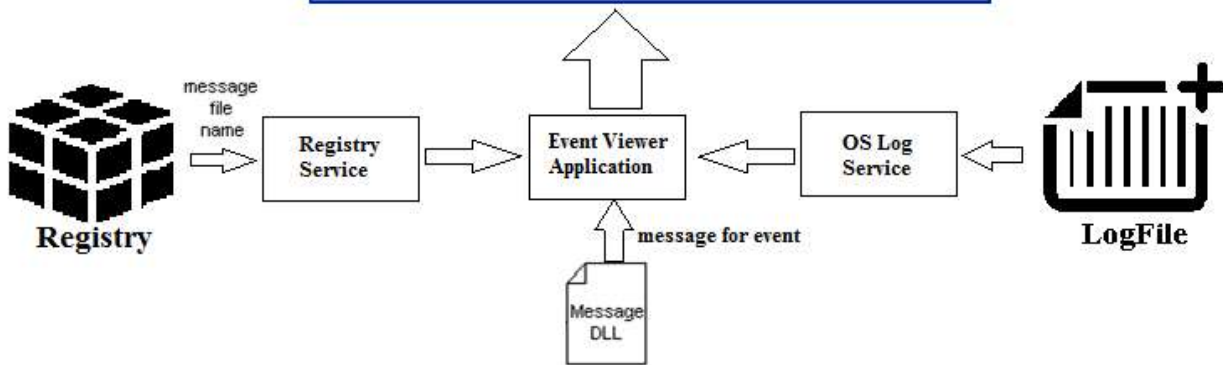 message
file
name
Registry
Registry
Service
Event Viewer
Application
OS Log
Service
LogFile
message for event
Message
DLL